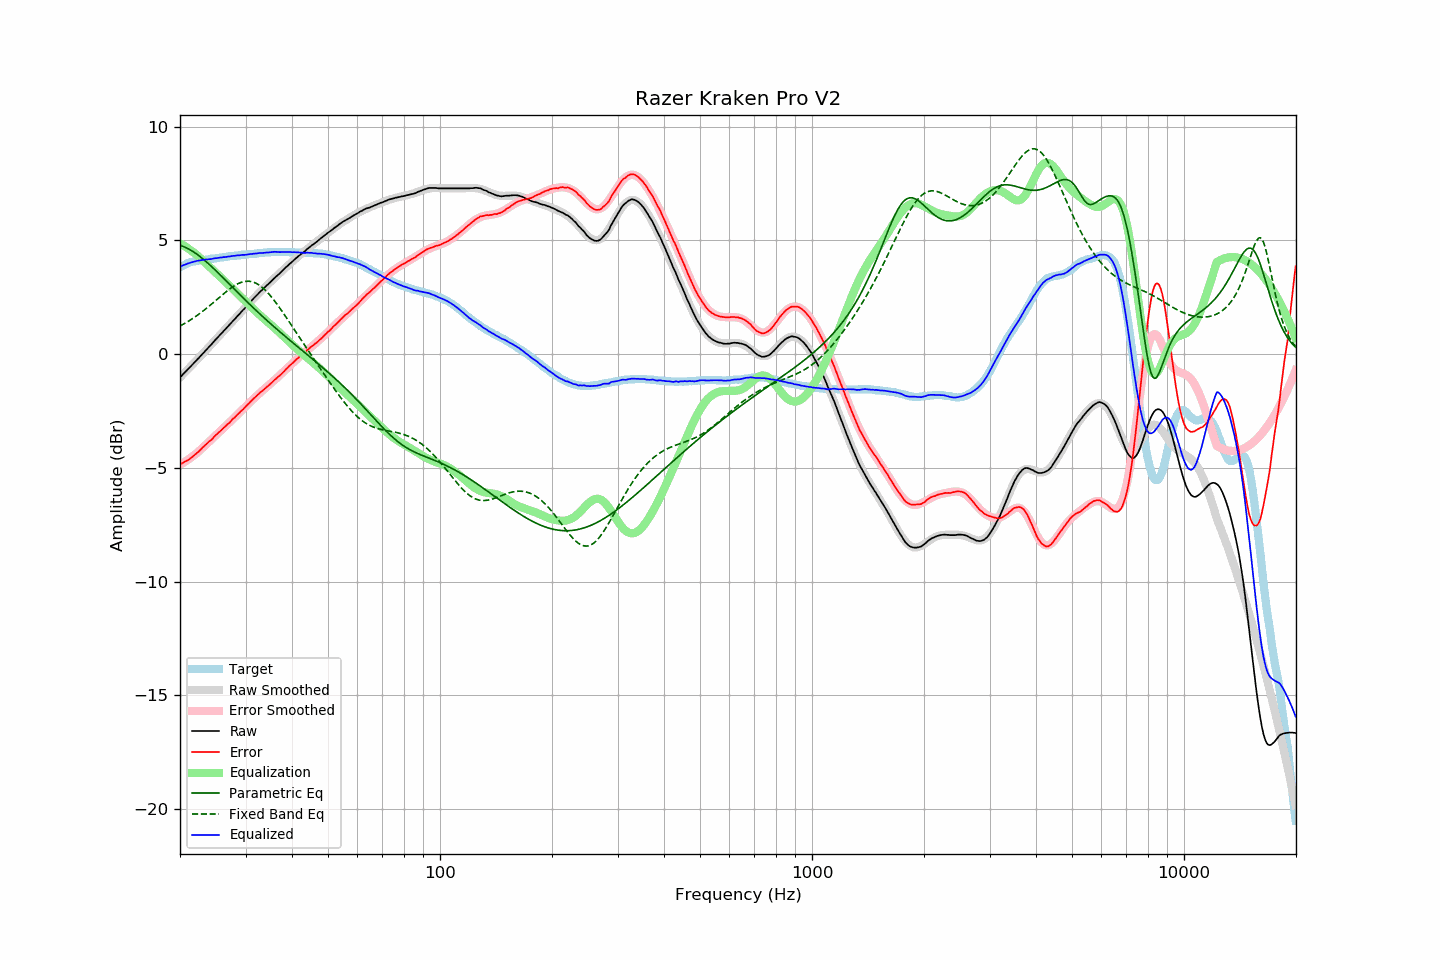 Razer Kraken Pro V2
10
5
0
−5
−10
−15
−20
Amplitude (dBr)
Target
Raw Smoothed
Error Smoothed
Raw
Error
Equalization
Parametric Eq
Fixed Band Eq
Equalized
100
1000
10000
Frequency (Hz)